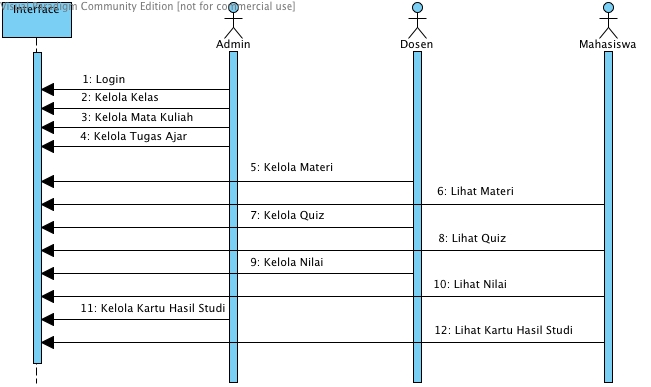 Visual Paradigm Community Edition [not for commercial use]
Interface
Admin
Dosen
Mahasiswa
1: Login
2: Kelola Kelas
3: Kelola Mata Kuliah
4: Kelola Tugas Ajar
5: Kelola Materi
6: Lihat Materi
7: Kelola Quiz
8: Lihat Quiz
9: Kelola Nilai
10: Lihat Nilai
11: Kelola Kartu Hasil Studi
12: Lihat Kartu Hasil Studi